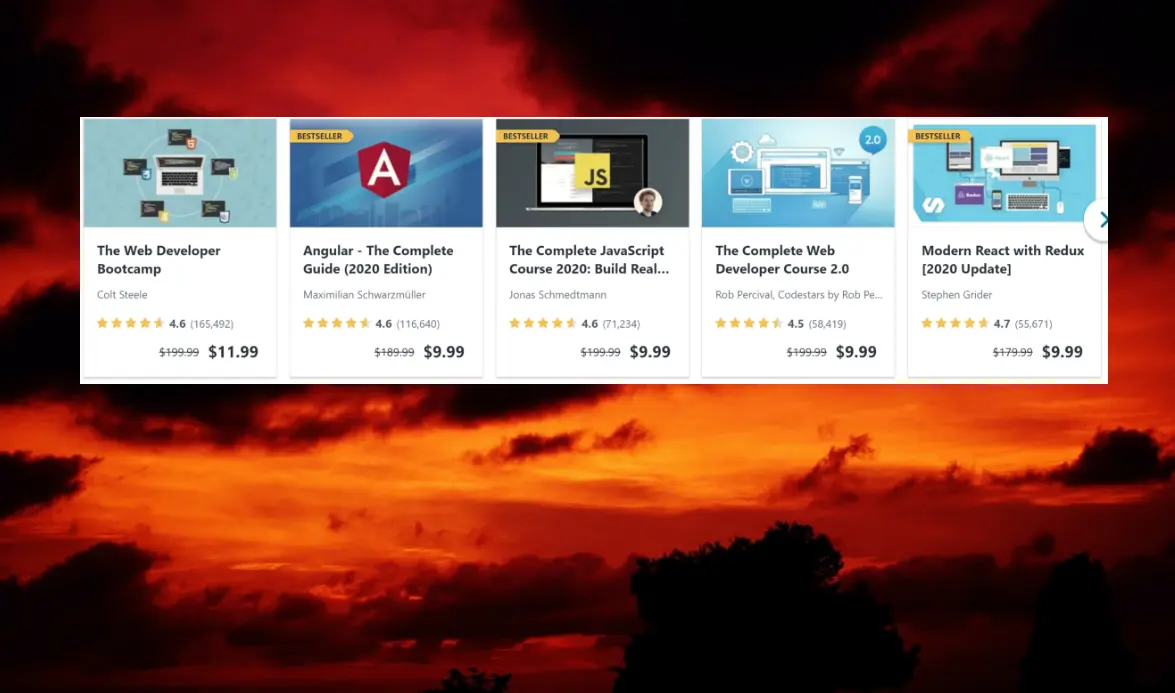 BESTSELLER
BESTSELLER
2.0
BESTSELLER
JS
The Web Developer
Bootcamp
Colt Steele
4.6 (165,492)
$199.99 $11.99
Angular - The Complete
Guide (2020 Edition)
Maximilian Schwarzmüller
4.6 (116,640)
$189.99 $9.99
The Complete JavaScript
Course 2020: Build Real...
Jonas Schmedtmann
4.6 (71,234)
$199.99 $9.99
The Complete Web
Developer Course 2.0
Rob Percival, Codestars by Rob Pe...
4.5 (58,419)
$199.99 $9.99
Modern React with Redux
[2020 Update]
Stephen Grider
4.7 (55,671)
$179.99 $9.99